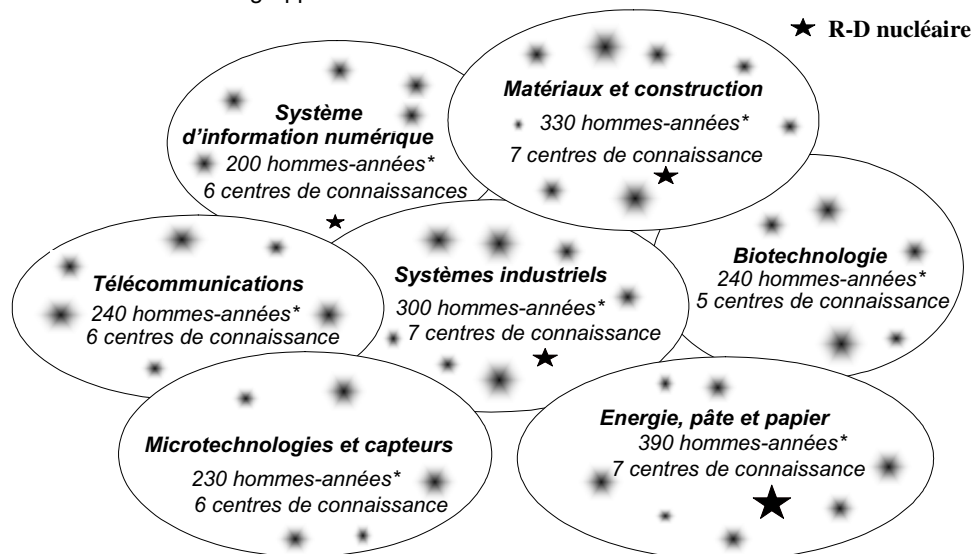 R-D nucléaire
Système
d'information numérique
200 hommes-années*
6 centres de connaissances
Matériaux et construction
330 hommes-années*
7 centres de connaissance
Télécommunications
240 hommes-années*
6 centres de connaissance
Systèmes industriels
300 hommes-années*
7 centres de connaissance
Biotechnologie
240 hommes-années*
5 centres de connaissance
Microtechnologies et capteurs
230 hommes-années*
6 centres de connaissance
Energie, pâte et papier
390 hommes-années*
7 centres de connaissance